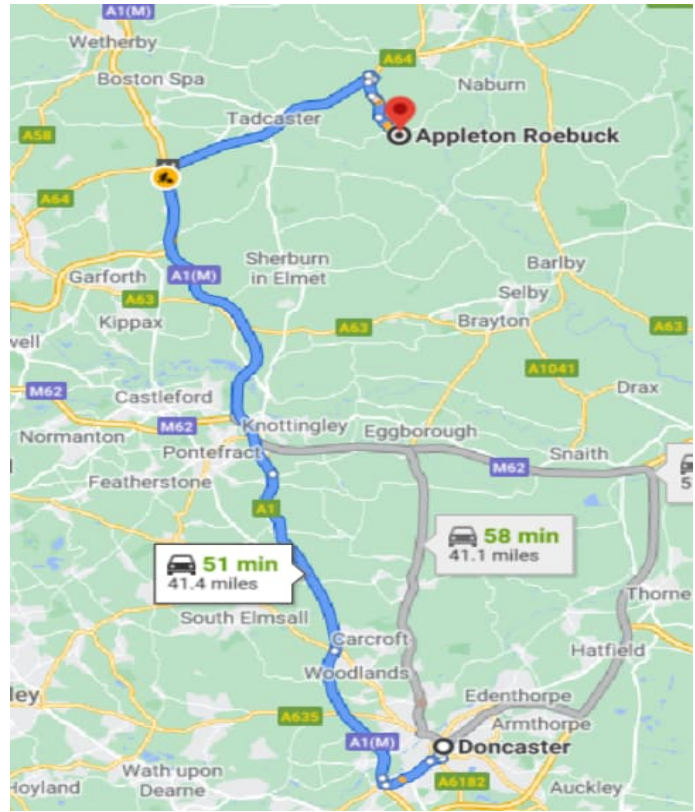 A1(M)
Wetherby
A64
Boston Spa
Naburn
Tadcaster
A58
Appleton Roebuck
A64
Sherburn
in Elmet
Barlby
A1(M)
Garforth
A63
Selby
Kippax
A63
Brayton
A63
well
A1041
M62
Castleford
Drax
M62
Knottingley
Eggborough
Normanton
Pontefract
Snaith
M62
Featherstone
A1
58 min
41.1 miles
51 min
41.4 miles
Thorne
South Elmsall
Carcroft
Hatfield
Woodlands
ley
Edenthorpe
A635
Armthorpe
A1(M)
Doncaster
Wath upon
Dearne
A6182
Hoyland
Auckley